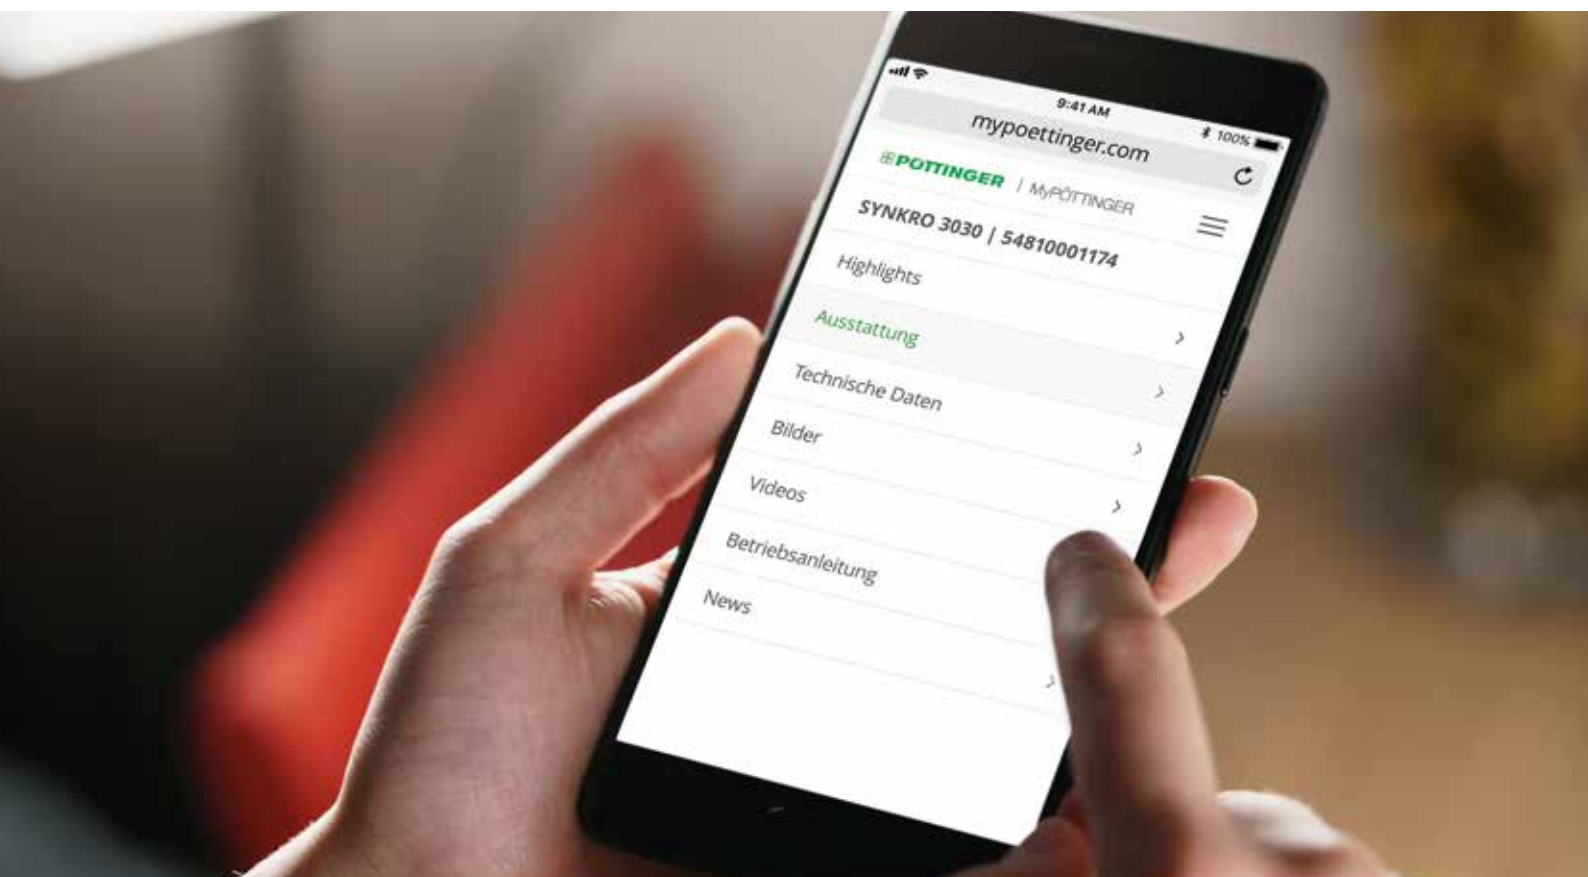 9:41 AM
100%
mypoettinger.com
PÖTTINGER | MyPÖTTINGER
SYNKRO 3030 | 54810001174
Highlights
Ausstattung
Technische Daten
Bilder
Videos
Betriebsanleitung
News